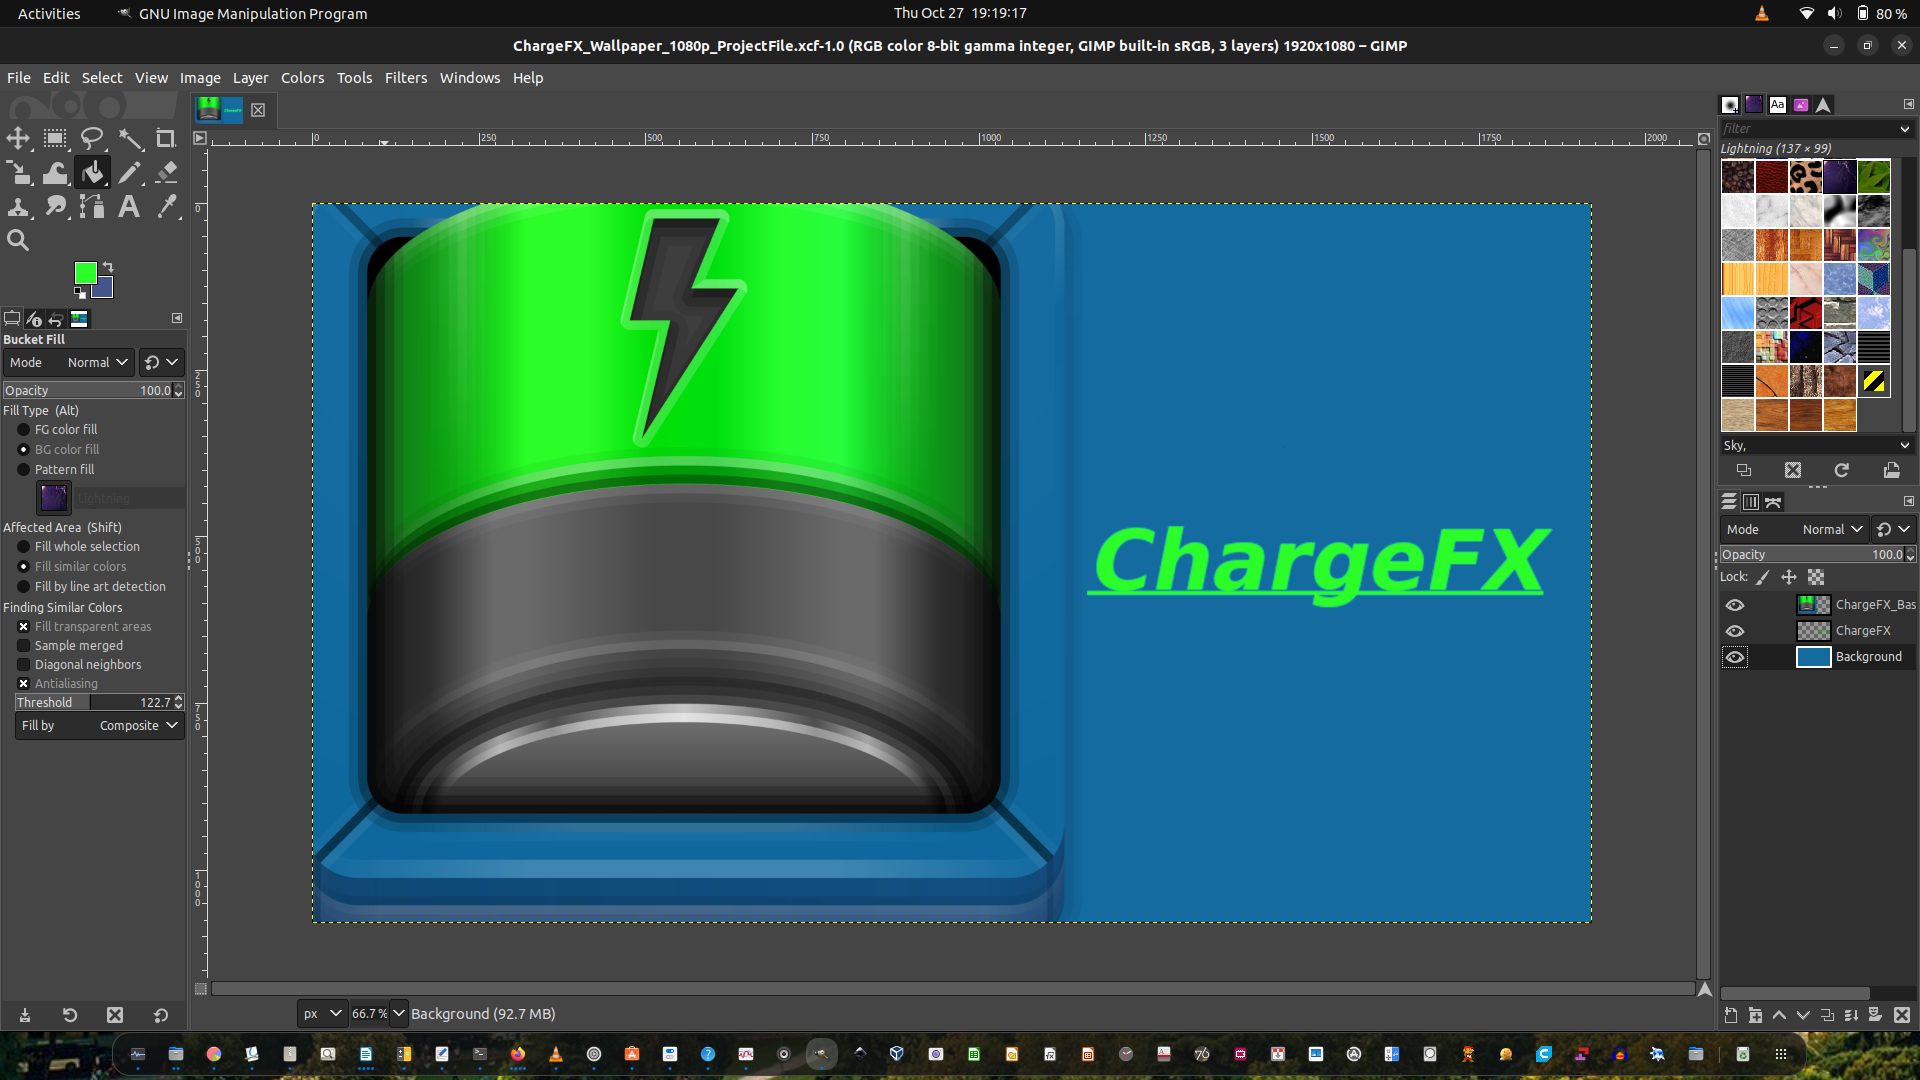 Activities
GNU Image Manipulation Program
Thu Oct 27 19:19:17
80 %
ChargeFX_Wallpaper_1080p_ProjectFile.xcf-1.0 (RGB color 8-bit gamma integer, GIMP built-in sRGB, 3 layers) 1920x1080 – GIMP
File Edit Select View Image Layer Colors Tools Filters Windows Help
0 250 500 750 1000 1250 1500 1750 2000
0
250
500
750
1000
Bucket Fill
Mode Normal
Opacity 100.0
Fill Type (Alt)
FG color fill
BG color fill
Pattern fill
Lightning
Affected Area (Shift)
Fill whole selection
Fill similar colors
Fill by line art detection
Finding Similar Colors
Fill transparent areas
Sample merged
Diagonal neighbors
Antialiasing
Threshold 122.7
Fill by Composite
ChargeFX
px 66.7 % Background (92.7 MB)
Aa
filter
Lightning (137 × 99)
Sky,
Mode Normal
Opacity 100.0
Lock:
ChargeFX_Bas
ChargeFX
Background